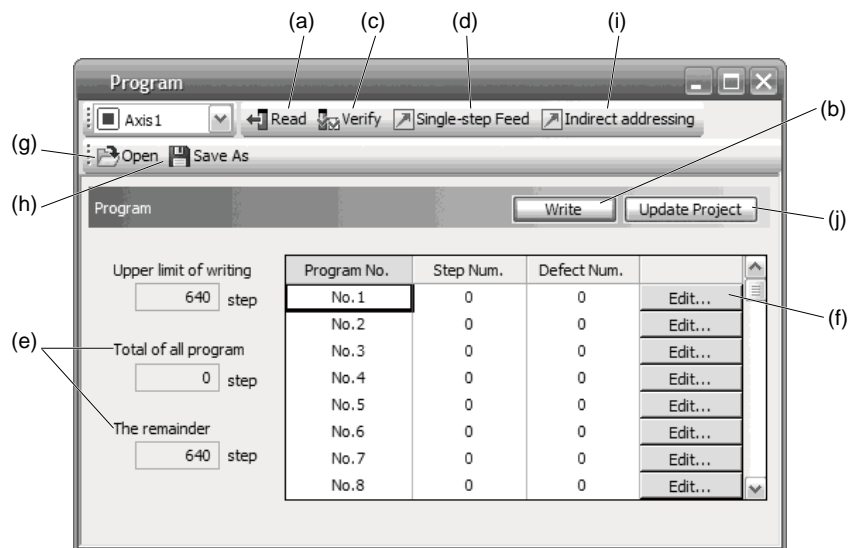 (a) (c) (d) (i)
Program
Axis1 Read Verify Single-step Feed Indirect addressing
(b)
(g)
Open Save As
(h)
Program Write Update Project
(j)
Upper limit of writing Program No. Step Num. Defect Num.
640 step No.1 0 0 Edit...
(f)
No.2 0 0 Edit...
(e)
Total of all program No.3 0 0 Edit...
0 step No.4 0 0 Edit...
No.5 0 0 Edit...
The remainder No.6 0 0 Edit...
640 step No.7 0 0 Edit...
No.8 0 0 Edit...